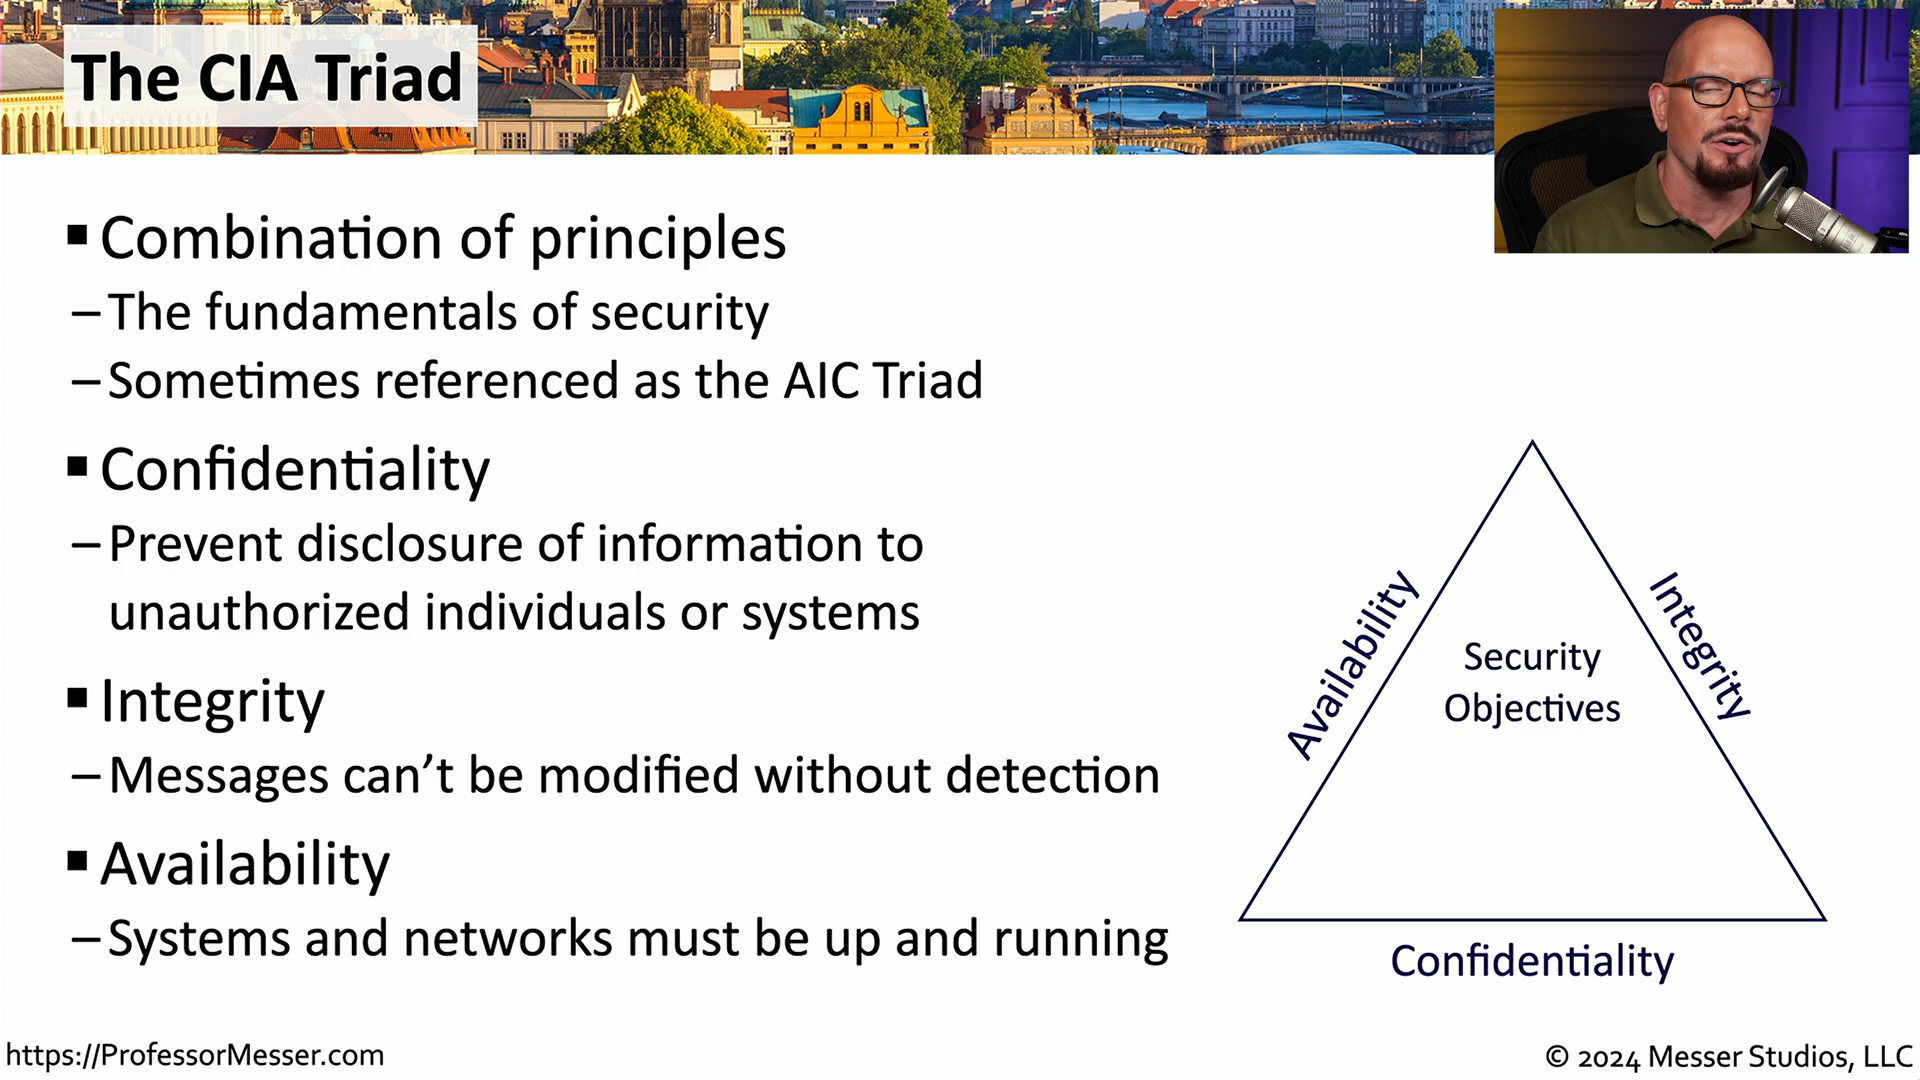 The CIA Triad
▪ Combination of principles
– The fundamentals of security
– Sometimes referenced as the AIC Triad
▪ Confidentiality
– Prevent disclosure of information to
unauthorized individuals or systems
▪ Integrity
– Messages can’t be modified without detection
▪ Availability
– Systems and networks must be up and running
Availability
Integrity
Security
Objectives
Confidentiality
https://ProfessorMesser.com
© 2024 Messer Studios, LLC